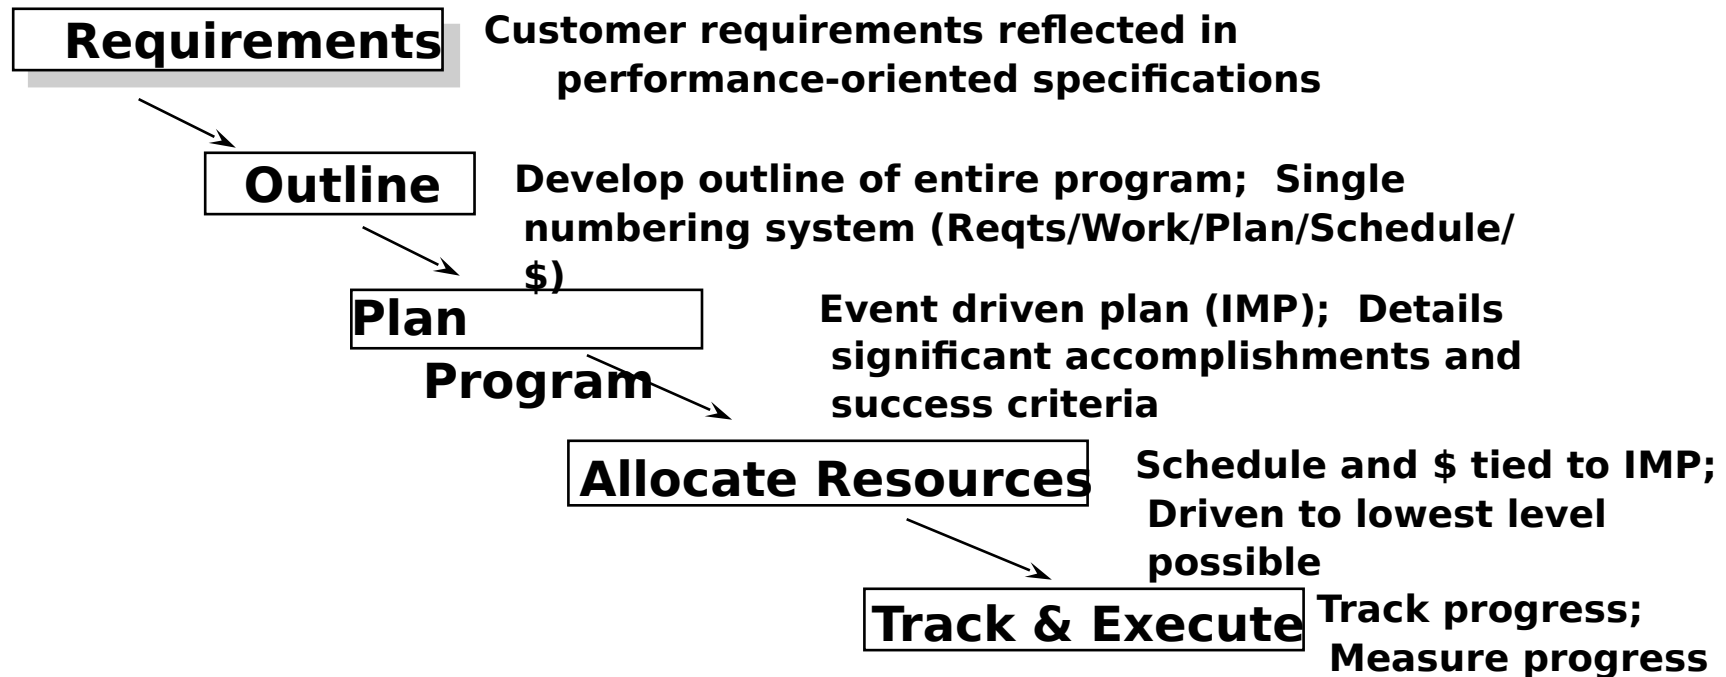 Requirements
Customer requirements reflected in
performance-oriented specifications
Outline
Develop outline of entire program;  Single
numbering system (Reqts/Work/Plan/Schedule/
$)
Plan
Program
Event driven plan (IMP);  Details
significant accomplishments and
success criteria
Allocate Resources
Schedule and $ tied to IMP;
Driven to lowest level
possible
Track & Execute
Track progress;
Measure progress